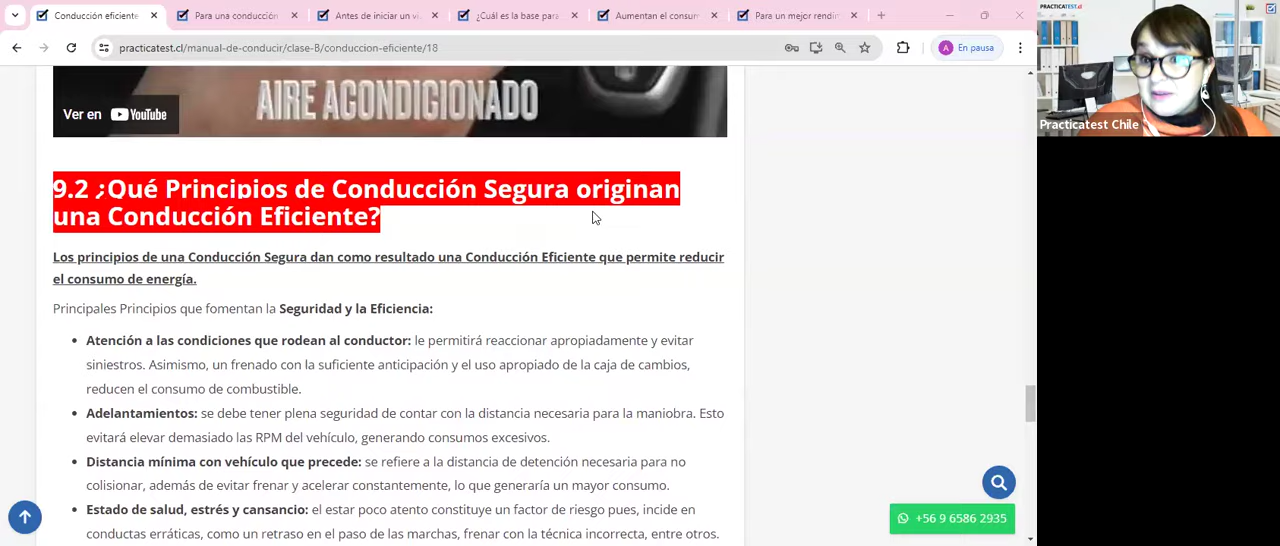 Conducción eficiente
Para una conducción
Antes de iniciar un vi
¿Cuál es la base para
Aumentan el consum
Para un mejor rendim
practicatest.cl/manual-de-conducir/clase-B/conduccion-eficiente/18
A
En pausa
PRACTICATEST.cl
Practicatest Chile
AIRE ACONDICIONADO
Ver en YouTube
9.2 ¿Qué Principios de Conducción Segura originan
una Conducción Eficiente?
Los principios de una Conducción Segura dan como resultado una Conducción Eficiente que permite reducir
el consumo de energía.
Principales Principios que fomentan la Seguridad y la Eficiencia:
Atención a las condiciones que rodean al conductor: le permitirá reaccionar apropiadamente y evitar
siniestros. Asimismo, un frenado con la suficiente anticipación y el uso apropiado de la caja de cambios,
reducen el consumo de combustible.
Adelantamientos: se debe tener plena seguridad de contar con la distancia necesaria para la maniobra. Esto
evitará elevar demasiado las RPM del vehículo, generando consumos excesivos.
Distancia mínima con vehículo que precede: se refiere a la distancia de detención necesaria para no
colisionar, además de evitar frenar y acelerar constantemente, lo que generaría un mayor consumo.
Estado de salud, estrés y cansancio: el estar poco atento constituye un factor de riesgo pues, incide en
conductas erráticas, como un retraso en el paso de las marchas, frenar con la técnica incorrecta, entre otros.
+56 9 6586 2935